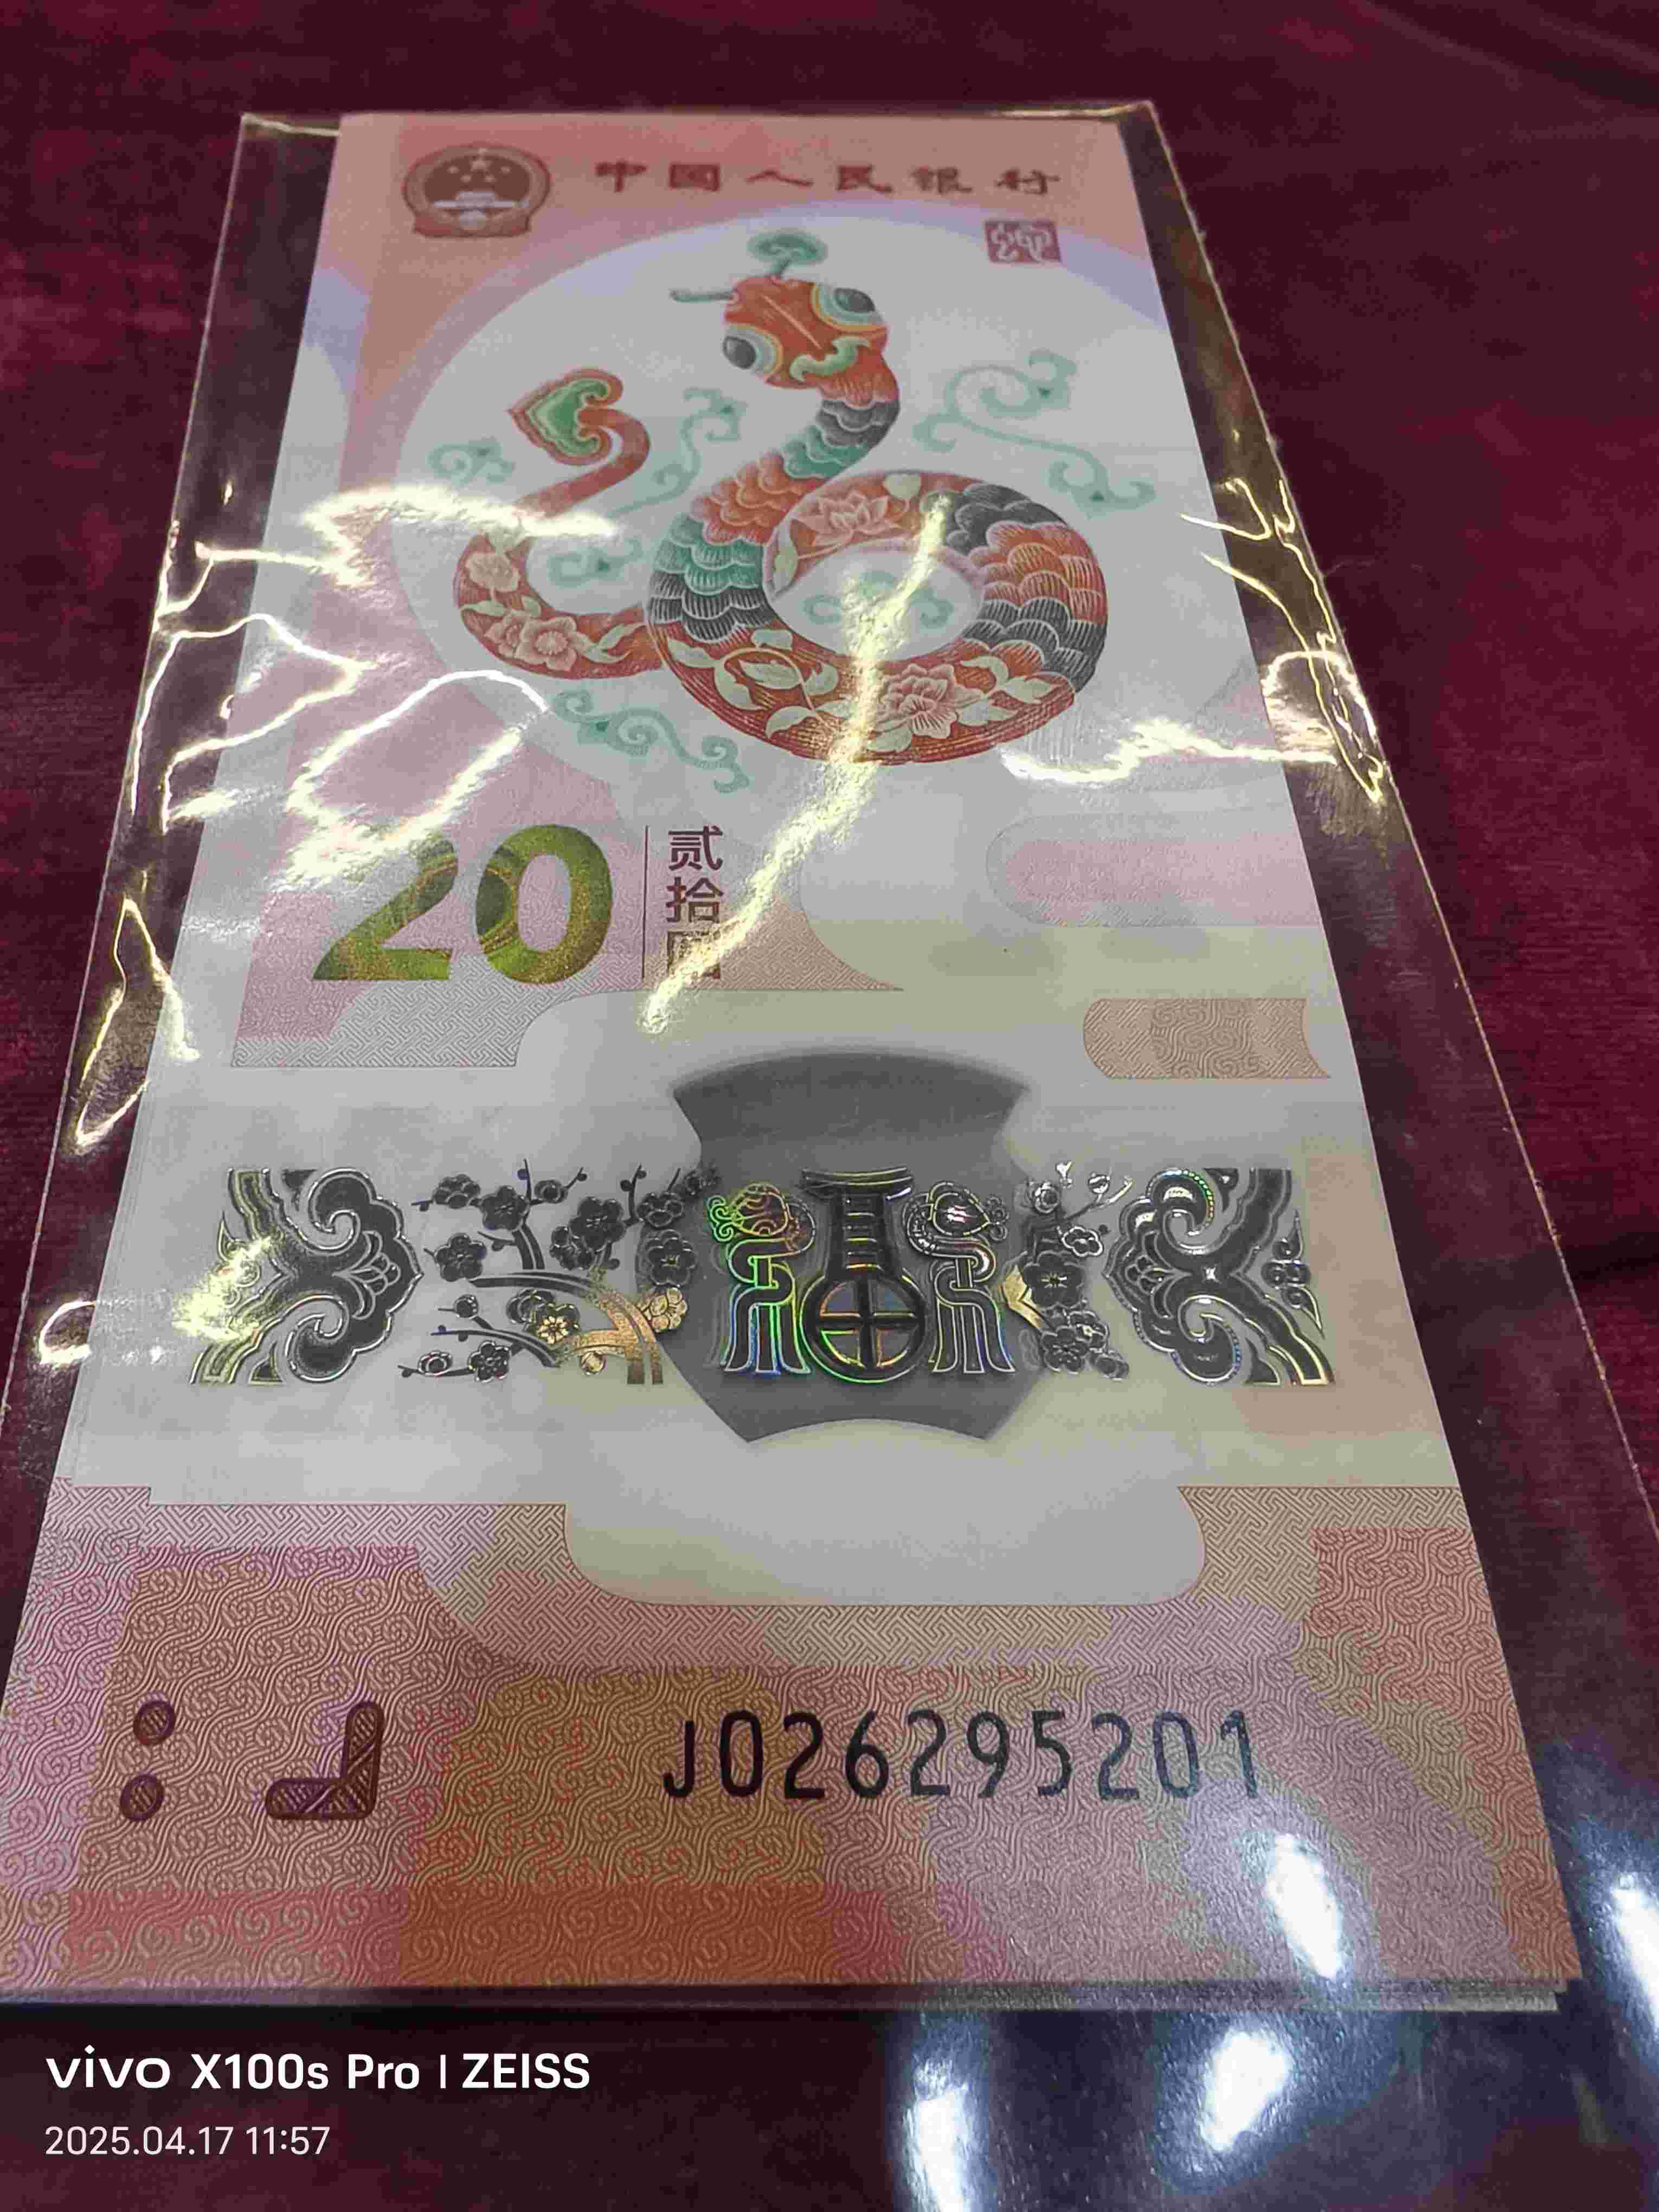 中国人民银行
20
贰
拾
圆
J026295201
vivo X100s Pro | ZEISS
2025.04.17 11:57